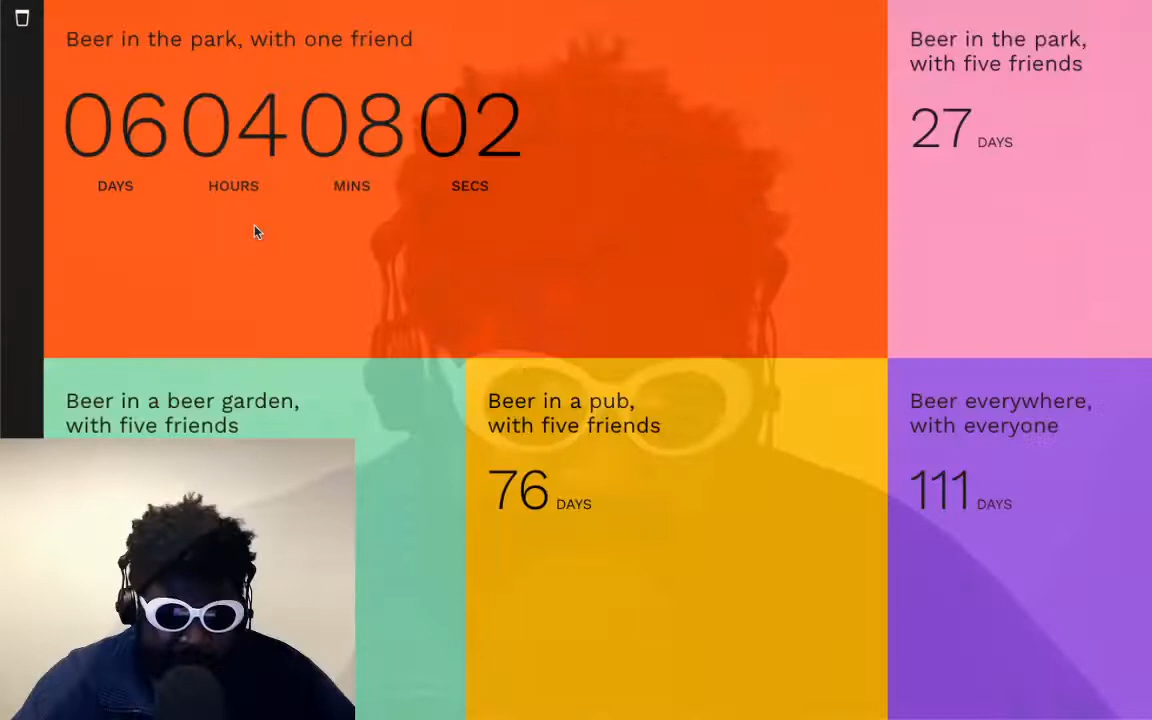 Beer in the park, with one friend
06 04 08 02
DAYS HOURS MINS SECS
Beer in the park,
with five friends
27 DAYS
Beer in a beer garden,
with five friends
Beer in a pub,
with five friends
76 DAYS
Beer everywhere,
with everyone
111 DAYS